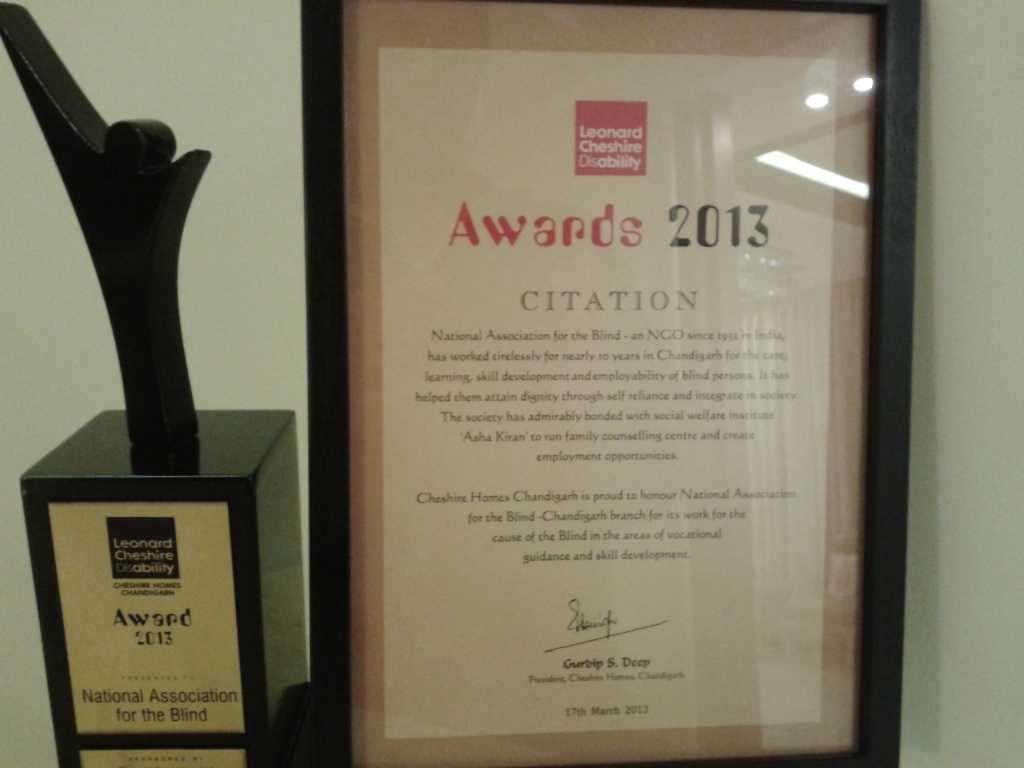 Leonard
Cheshire
Disability
Awards 2013
CITATION
National Association for the Blind - an NGO since 1952 in India,
has worked tirelessly for nearly 10 years in Chandigarh for the care,
learning, skill development and employability of blind persons. It has
helped them attain dignity through self reliance and integrate in society.
The society has admirably bonded with social welfare institute
'Asha Kiran' to run family counselling centre and create
employment opportunities.
Cheshire Homes Chandigarh is proud to honour National Association
for the Blind -Chandigarh branch for its work for the
cause of the Blind in the areas of vocational
guidance and skill development.
Gurdip S. Deep
President, Cheshire Homes, Chandigarh
17th March 2013
Leonard
Cheshire
Disability
CHESHIRE HOMES
CHANDIGARH
Award
2013
PRESENTED TO
National Association
for the Blind
SPONSORED BY